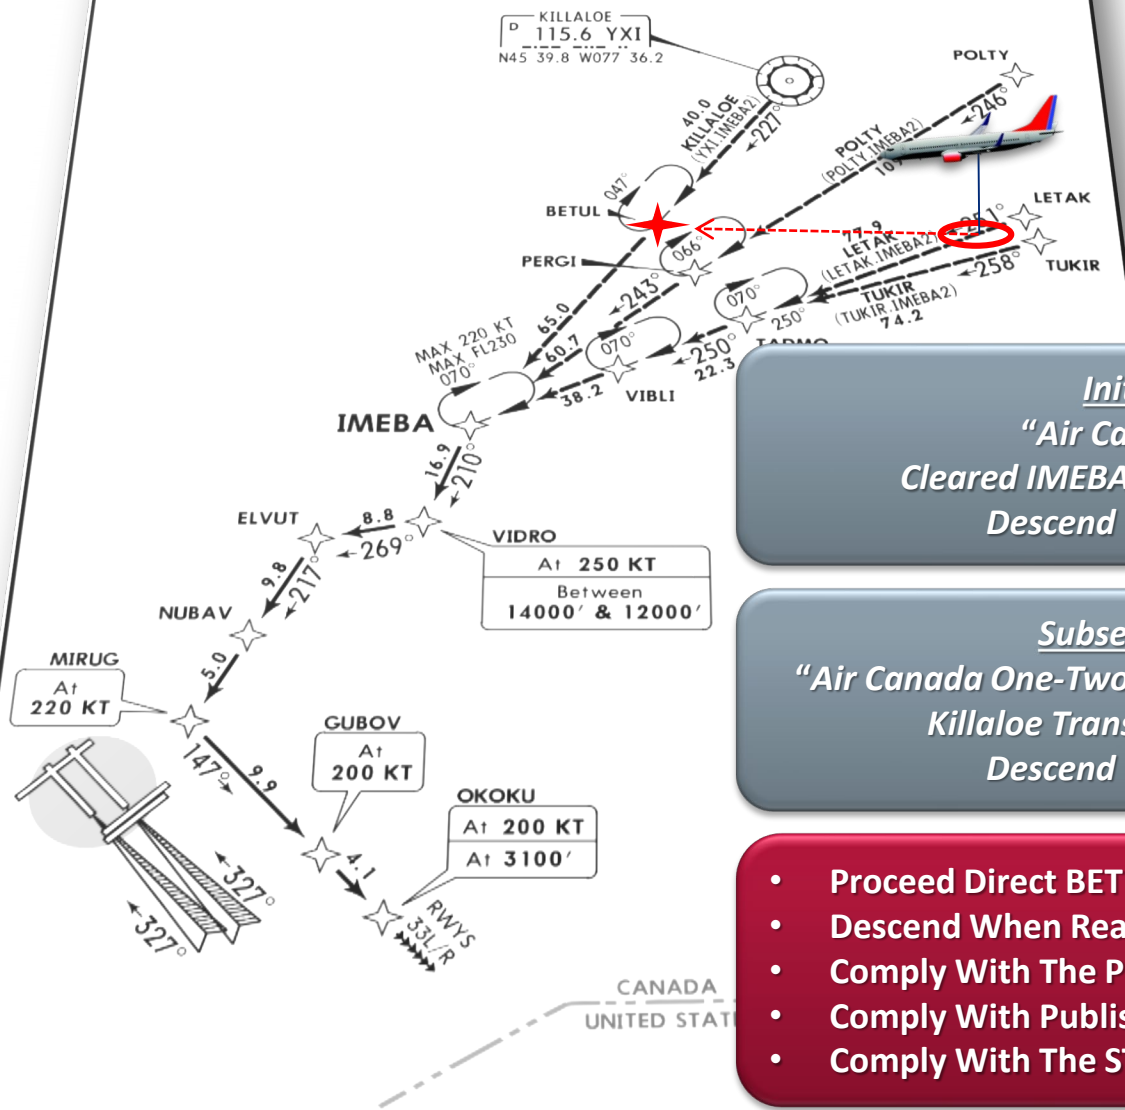 KILLALOE
D 115.6 YXI
N45 39.8 W077 36.2
POLTY
←246°
40.0
KILLALOE
(YXI.IMEBA2)
←227°
POLTY
(POLTY.IMEBA2)
047°
BETUL
LETAK
77.9
LETAK
(LETAK.IMEBA2)
066°
PERGI
TUKIR
←258°
TUKIR
(TUKIR.IMEBA2)
74.2
←243°
070°
250°
65.0
60.7
MAX 220 KT
MAX FL230
070°
070°
←250°
22.3
38.2
VIBLI
IMEBA
16.9
←210°
ELVUT
8.8
←269°
VIDRO
At 250 KT
Between
14000′ & 12000′
9.8
←217°
NUBAV
5.0
MIRUG
At
220 KT
147°→
9.9
GUBOV
At
200 KT
OKOKU
At 200 KT
At 3100′
4.1
RWYS
33L/R
←327°
←327°
CANADA
UNITED STAT
Init
“Air Ca
Cleared IMEBA
Descend
Subse
“Air Canada One-Two
Killaloe Trans
Descend
• Proceed Direct BET
• Descend When Rea
• Comply With The P
• Comply With Publis
• Comply With The ST